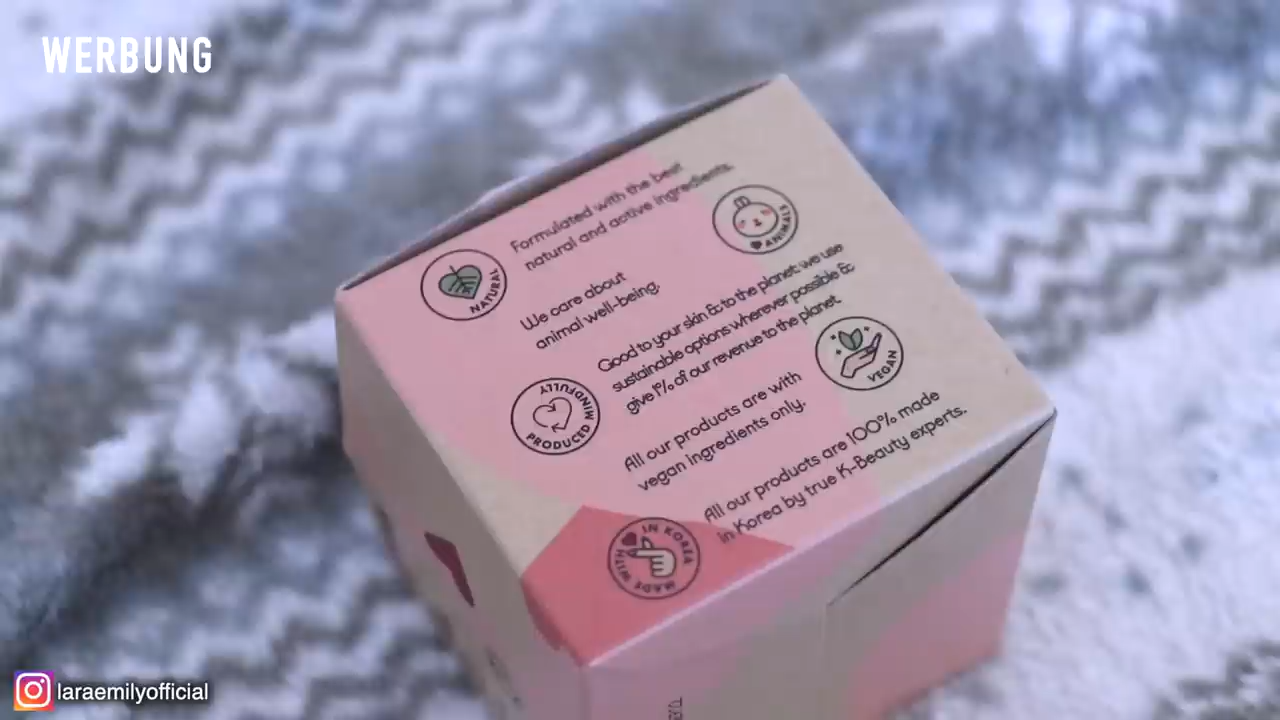 WERBUNG
Formulated with the best
natural and active ingredients.
NATURAL
ANIMALS
We care about
animal well-being.
Good to your skin & to the planet we use
sustainable options wherever possible &
give 1% of our revenue to the planet.
MINDFULLY
PRODUCED
VEGAN
All our products are with
vegan ingredients only.
All our products are 100% made
in Korea by true K-Beauty experts.
MADE WITH
IN KOREA
laraemilyofficial